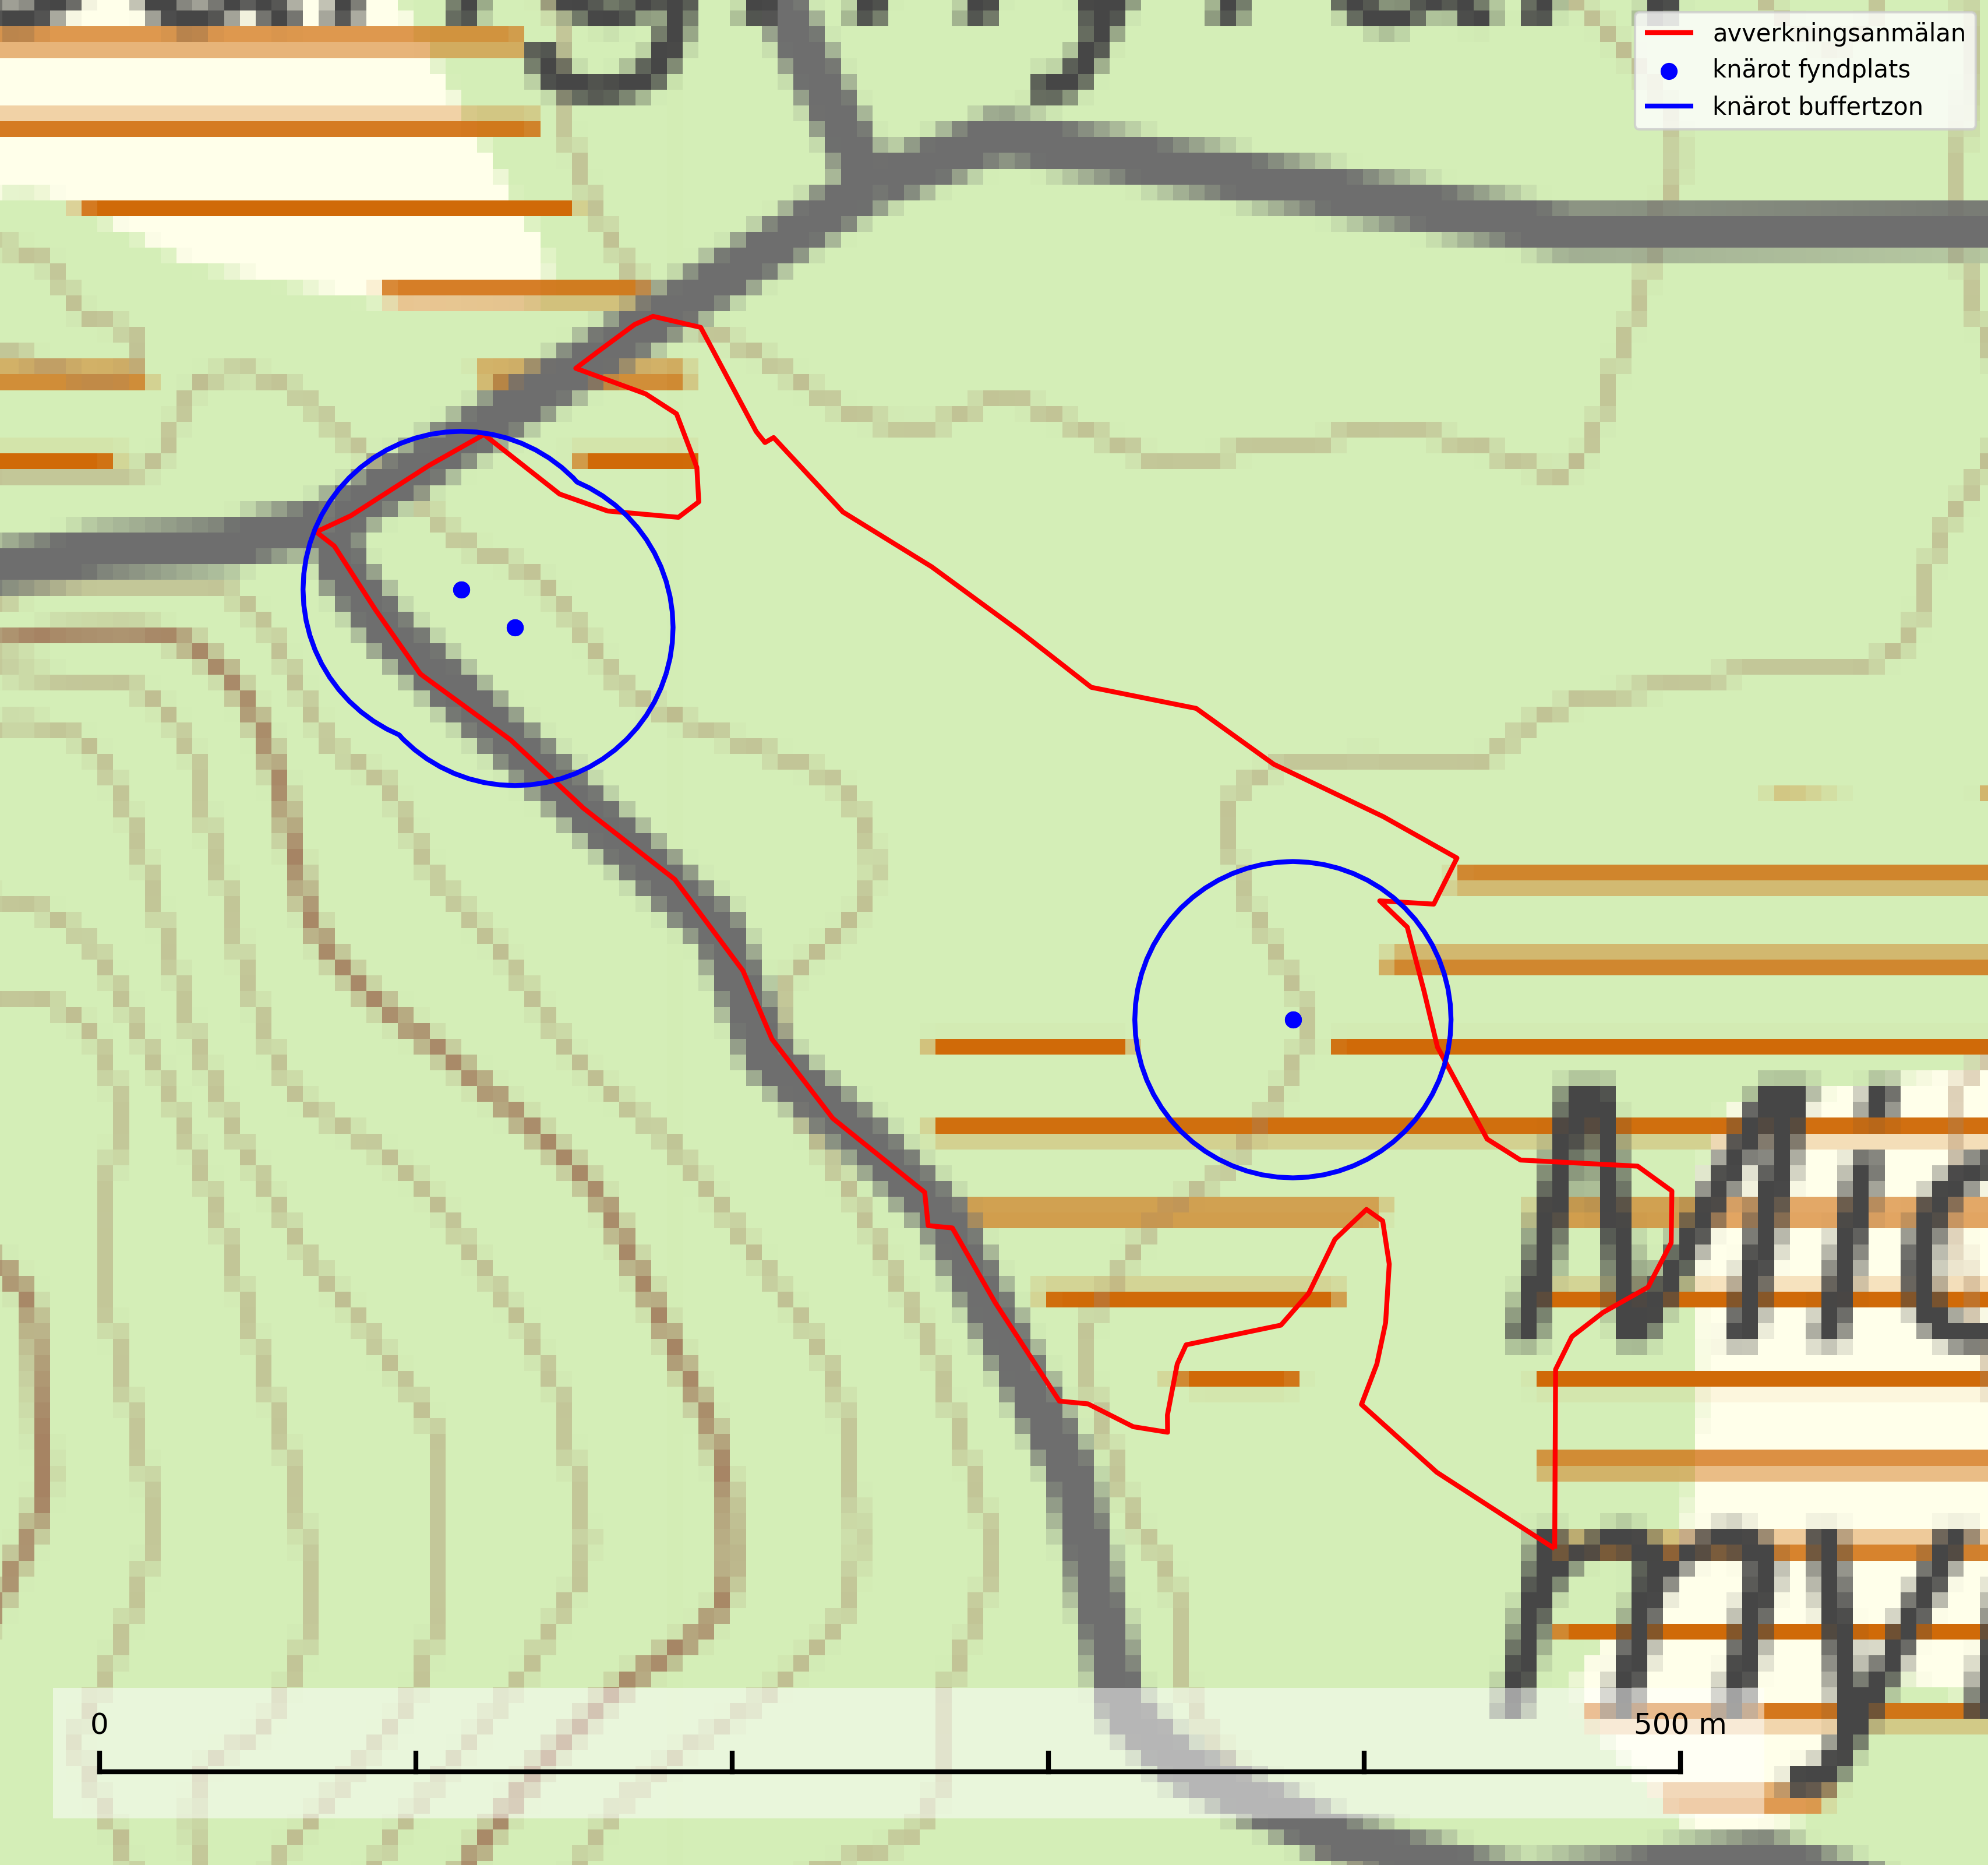 avverkningsanmälan
knärot fyndplats
knärot buffertzon
0
500 m